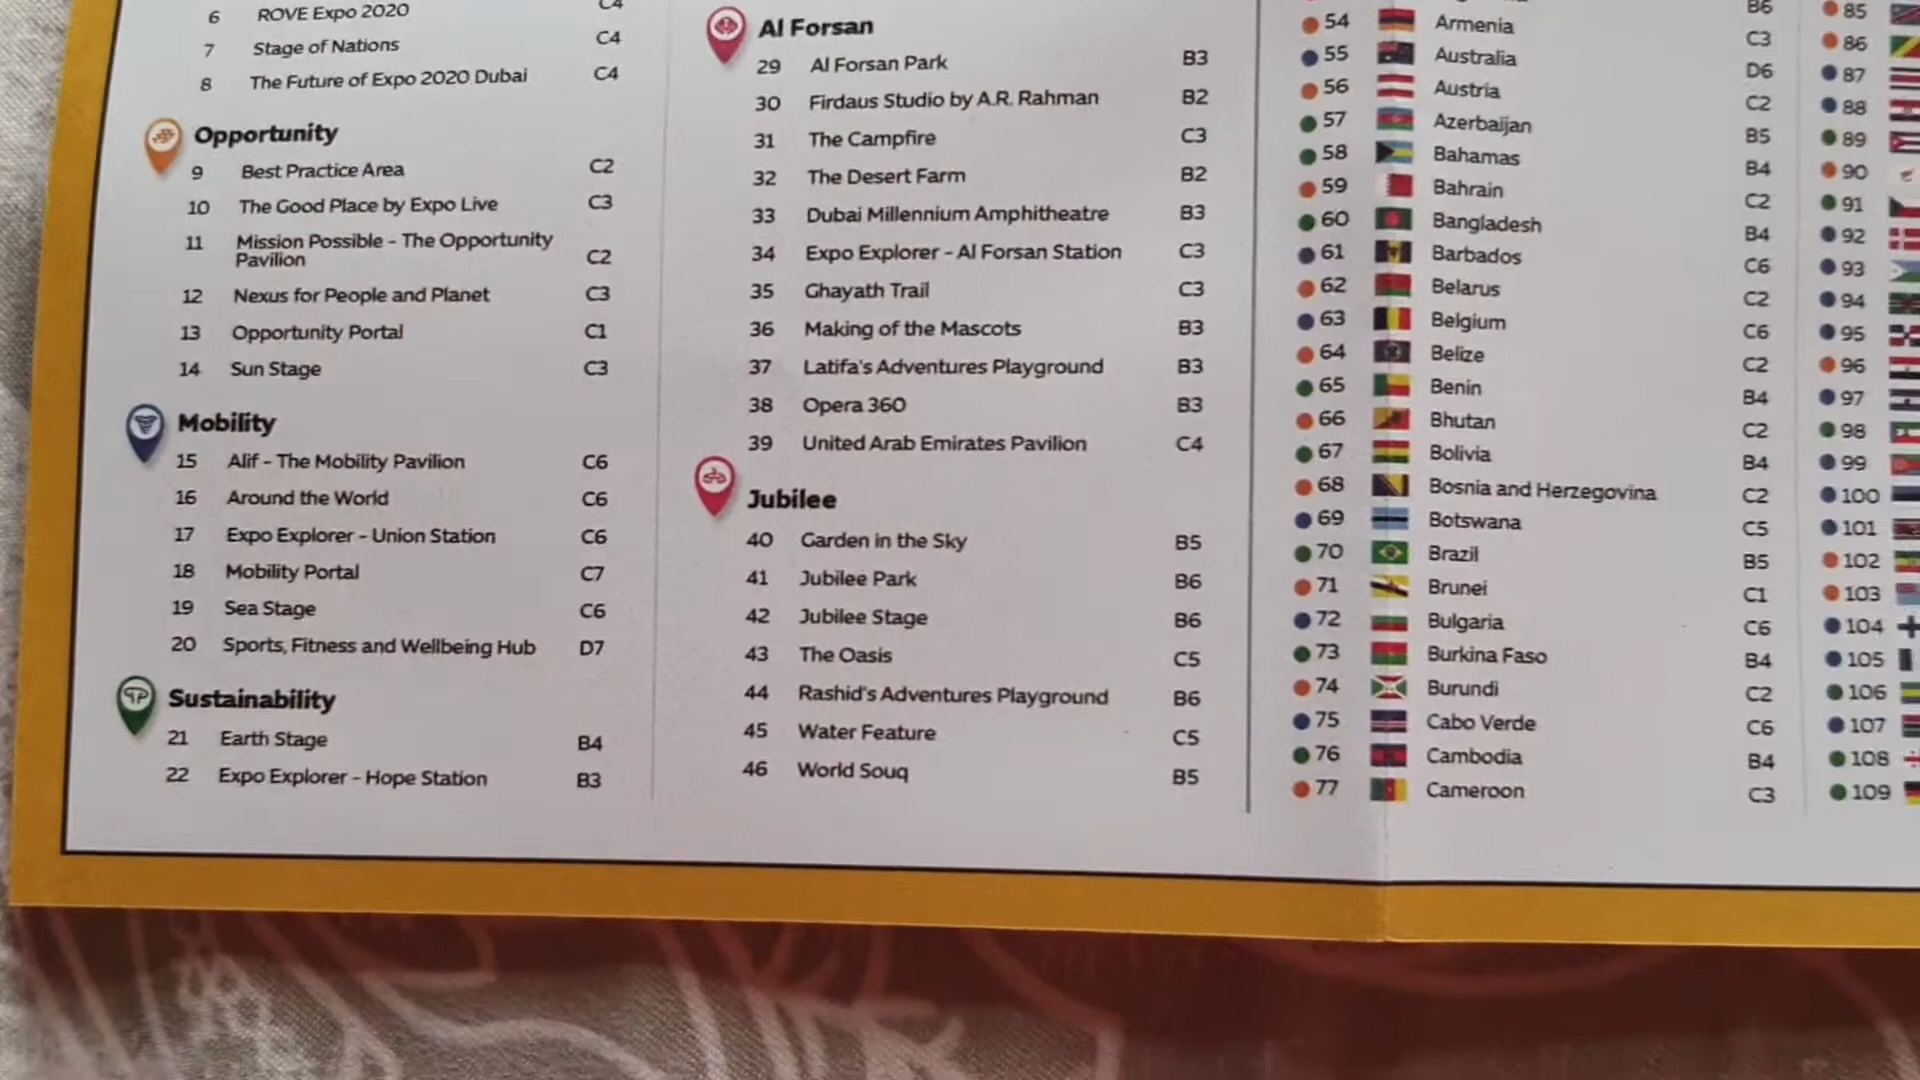 6 ROVE Expo 2020 C4
7 Stage of Nations C4
8 The Future of Expo 2020 Dubai C4
Opportunity
9 Best Practice Area C2
10 The Good Place by Expo Live C3
11 Mission Possible - The Opportunity
Pavilion C2
12 Nexus for People and Planet C3
13 Opportunity Portal C1
14 Sun Stage C3
Mobility
15 Alif - The Mobility Pavilion C6
16 Around the World C6
17 Expo Explorer - Union Station C6
18 Mobility Portal C7
19 Sea Stage C6
20 Sports, Fitness and Wellbeing Hub D7
Sustainability
21 Earth Stage B4
22 Expo Explorer - Hope Station B3
Al Forsan
29 Al Forsan Park B3
30 Firdaus Studio by A.R. Rahman B2
31 The Campfire C3
32 The Desert Farm B2
33 Dubai Millennium Amphitheatre B3
34 Expo Explorer - Al Forsan Station C3
35 Ghayath Trail C3
36 Making of the Mascots B3
37 Latifa's Adventures Playground B3
38 Opera 360 B3
39 United Arab Emirates Pavilion C4
Jubilee
40 Garden in the Sky B5
41 Jubilee Park B6
42 Jubilee Stage B6
43 The Oasis C5
44 Rashid's Adventures Playground B6
45 Water Feature C5
46 World Souq B5
B6
54 Armenia C3
55 Australia D6
56 Austria C2
57 Azerbaijan B5
58 Bahamas B4
59 Bahrain C2
60 Bangladesh B4
61 Barbados C6
62 Belarus C2
63 Belgium C6
64 Belize C2
65 Benin B4
66 Bhutan C2
67 Bolivia B4
68 Bosnia and Herzegovina C2
69 Botswana C5
70 Brazil B5
71 Brunei C1
72 Bulgaria C6
73 Burkina Faso B4
74 Burundi C2
75 Cabo Verde C6
76 Cambodia B4
77 Cameroon C3
85
86
87
88
89
90
91
92
93
94
95
96
97
98
99
100
101
102
103
104
105
106
107
108
109